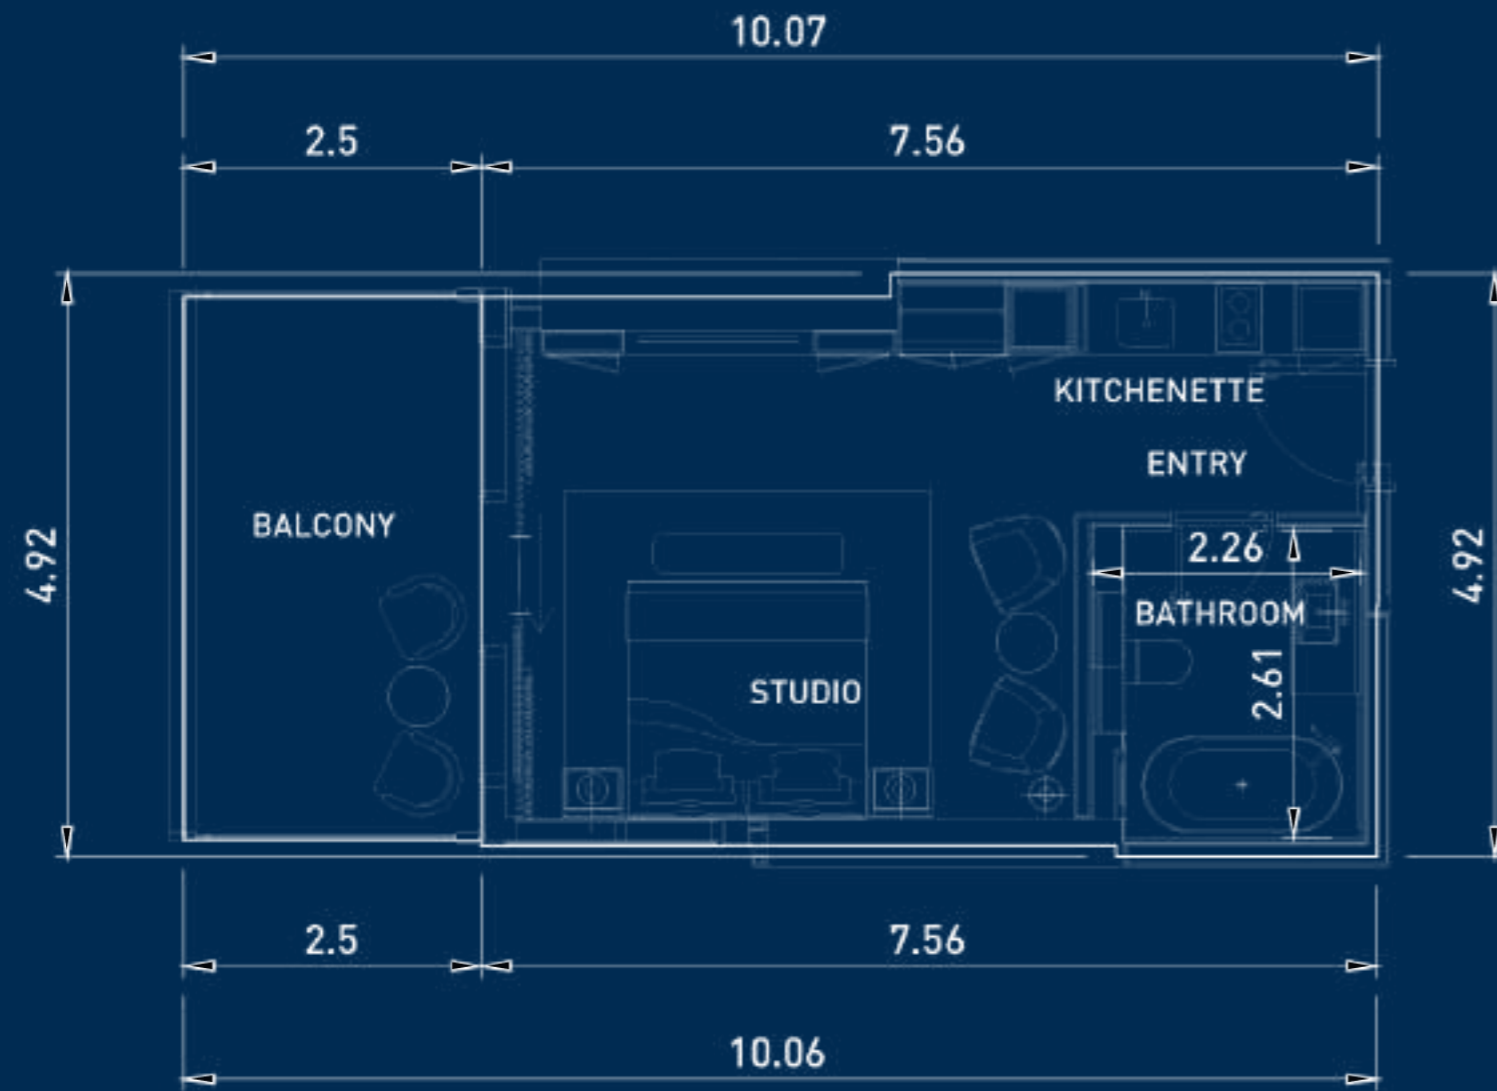 10.07
2.5
7.56
KITCHENETTE
ENTRY
BALCONY
4.92
4.92
2.26
BATHROOM
2.61
STUDIO
2.5
7.56
10.06